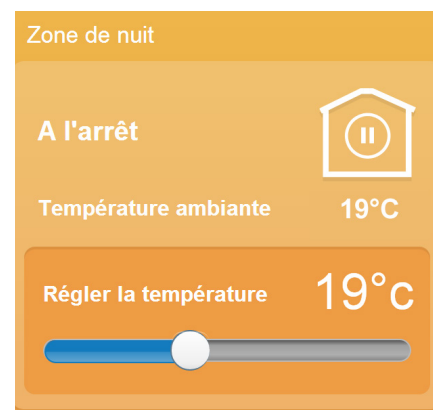 Zone de nuit
A l'arrêt
Température ambiante 19°C
Régler la température 19°c